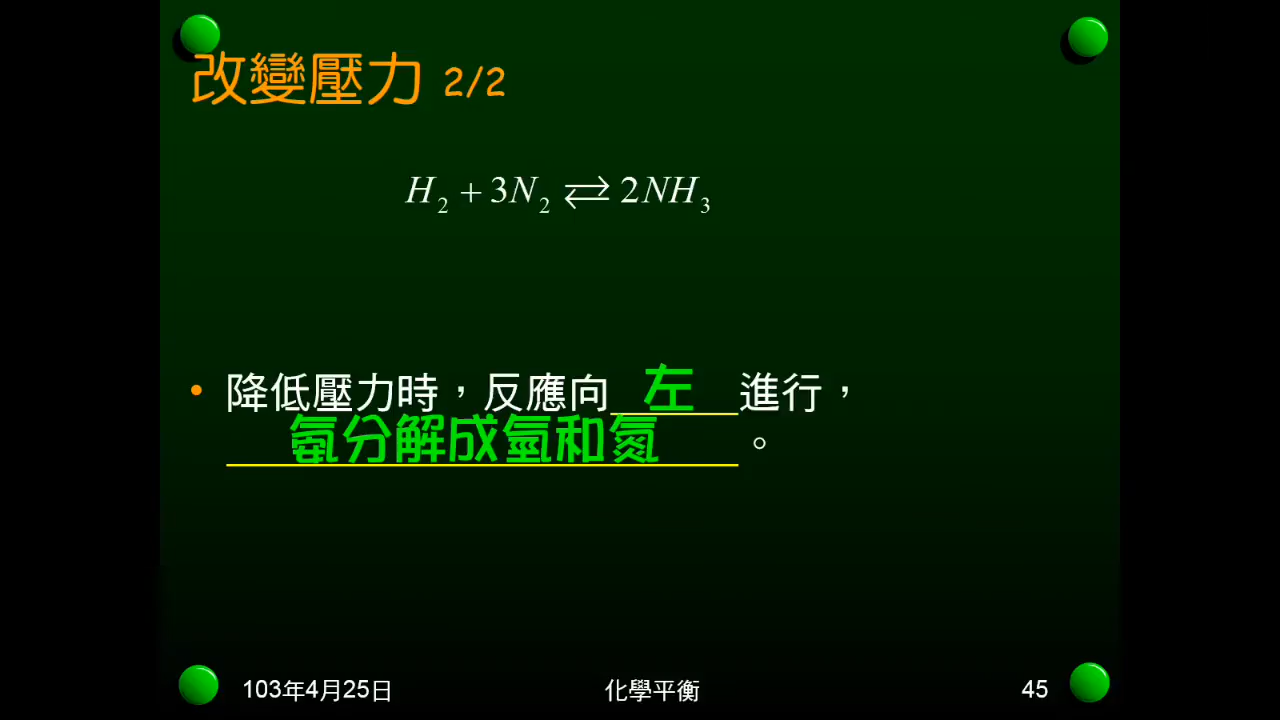 改變壓力 2/2
H₂ + 3N₂ ⇄ 2NH₃
• 降低壓力時，反應向 左 進行，
氨分解成氫和氮 。
103年4月25日 化學平衡 45